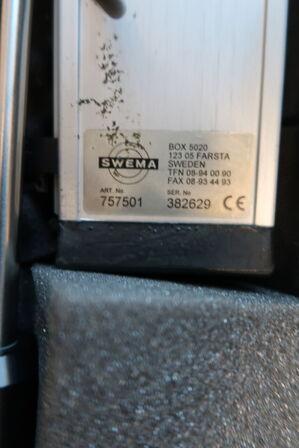 SWEMA
BOX 5020
123 05 FARSTA
SWEDEN
TFN 08-94 00 90
FAX 08-93 44 93
ART. No
SER. No
757501
382629
CE